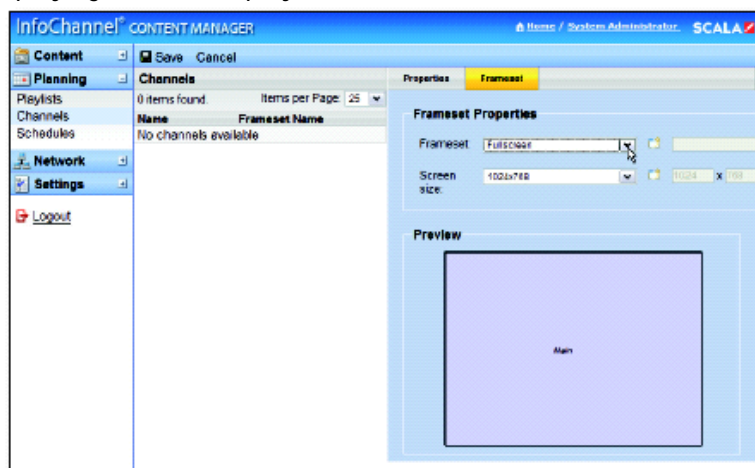 InfoChannel® CONTENT MANAGER
Home / System Administrator
SCALA
Content
Save Cancel
Planning
Channels
Properties
Frameset
Playlists
0 items found.
Items per Page: 25
Channels
Name
Frameset Name
Frameset Properties
Schedules
No channels available
Frameset
Fullscreen
Network
Settings
Screen size:
1024x768
1024 x 768
Logout
Preview
Main